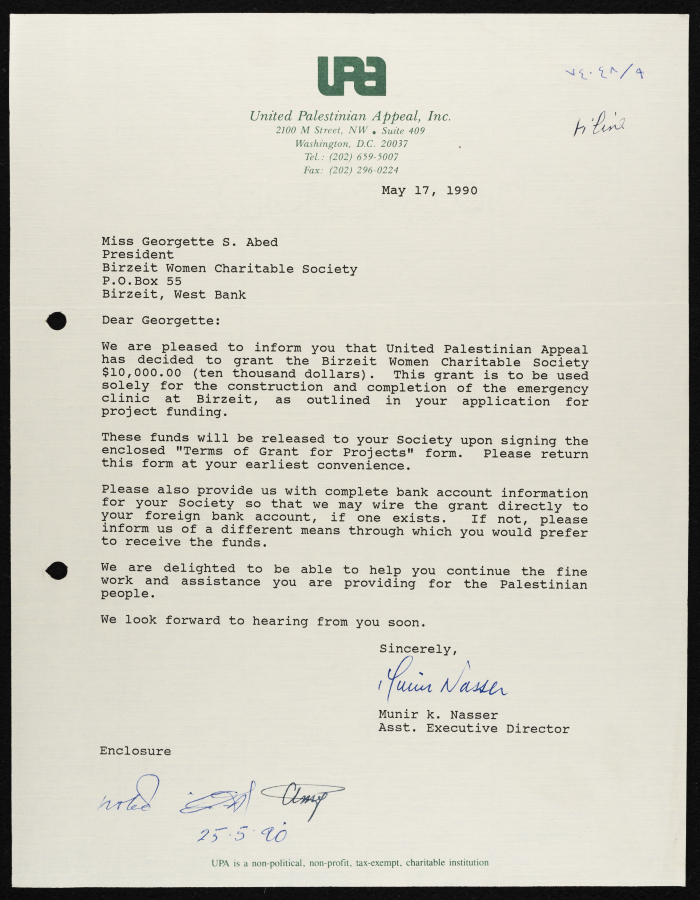 UPA
United Palestinian Appeal, Inc.
2100 M Street, NW • Suite 409
Washington, D.C. 20037
Tel.: (202) 659-5007
Fax: (202) 296-0224
May 17, 1990
Miss Georgette S. Abed
President
Birzeit Women Charitable Society
P.O.Box 55
Birzeit, West Bank
Dear Georgette:
We are pleased to inform you that United Palestinian Appeal
has decided to grant the Birzeit Women Charitable Society
$10,000.00 (ten thousand dollars). This grant is to be used
solely for the construction and completion of the emergency
clinic at Birzeit, as outlined in your application for
project funding.
These funds will be released to your Society upon signing the
enclosed "Terms of Grant for Projects" form. Please return
this form at your earliest convenience.
Please also provide us with complete bank account information
for your Society so that we may wire the grant directly to
your foreign bank account, if one exists. If not, please
inform us of a different means through which you would prefer
to receive the funds.
We are delighted to be able to help you continue the fine
work and assistance you are providing for the Palestinian
people.
We look forward to hearing from you soon.
Sincerely,
Munir Nasser
Munir k. Nasser
Asst. Executive Director
Enclosure
noted
25.5.90
UPA is a non-political, non-profit, tax-exempt, charitable institution